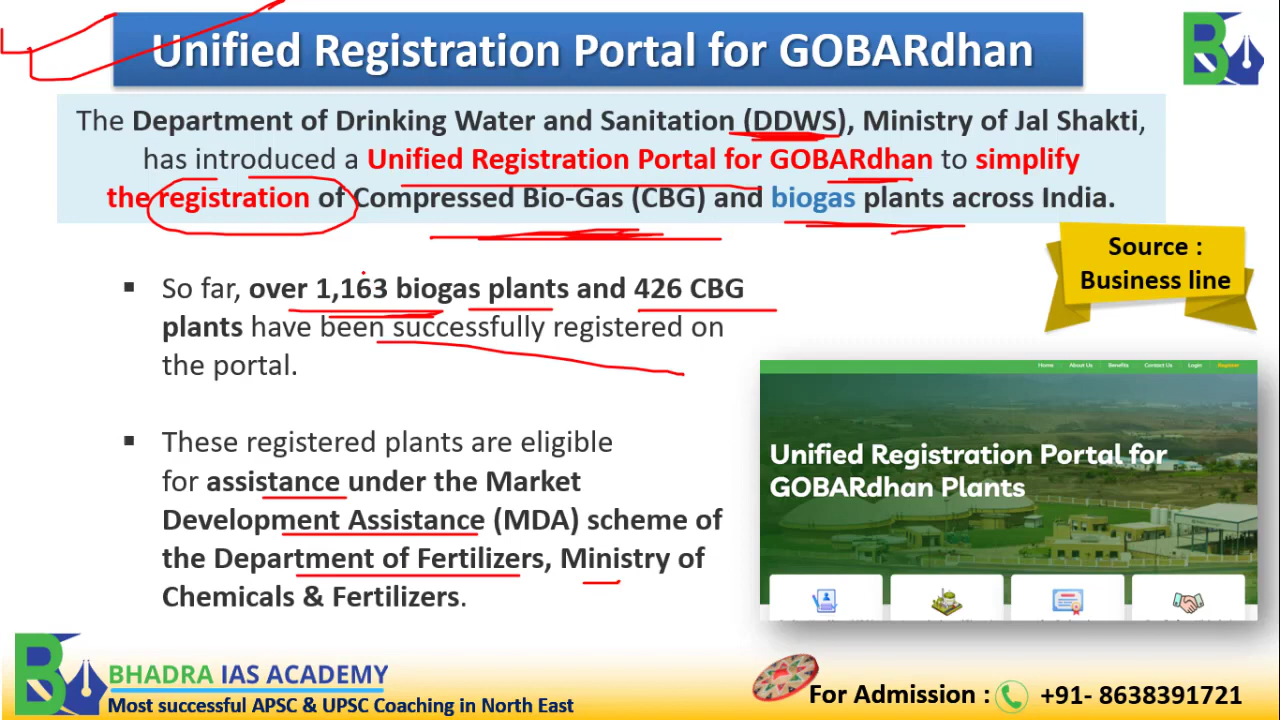 Unified Registration Portal for GOBARdhan
The Department of Drinking Water and Sanitation (DDWS), Ministry of Jal Shakti,
has introduced a Unified Registration Portal for GOBARdhan to simplify
the registration of Compressed Bio-Gas (CBG) and biogas plants across India.
Source :
Business line
▪ So far, over 1,163 biogas plants and 426 CBG
plants have been successfully registered on
the portal.
Home About Us Benefits Contact Us Login Register
Unified Registration Portal for
GOBARdhan Plants
▪ These registered plants are eligible
for assistance under the Market
Development Assistance (MDA) scheme of
the Department of Fertilizers, Ministry of
Chemicals & Fertilizers.
BHADRA IAS ACADEMY
Most successful APSC & UPSC Coaching in North East
For Admission : +91- 8638391721